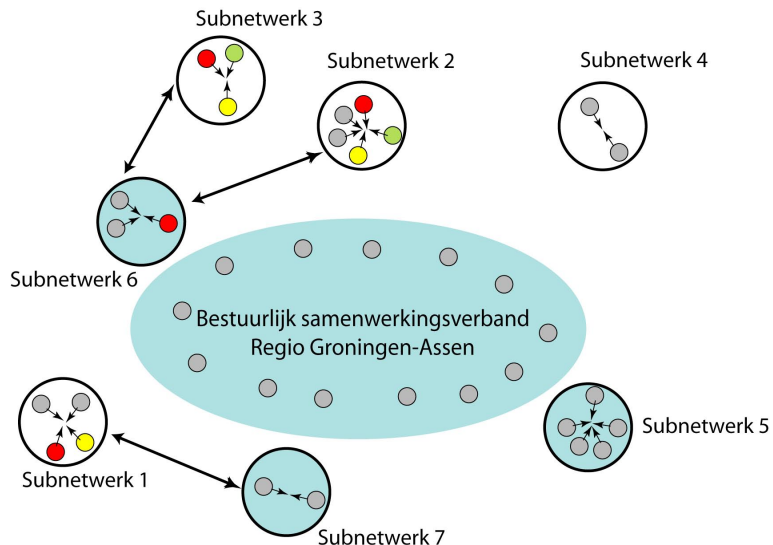 Subnetwerk 3
Subnetwerk 2
Subnetwerk 4
Subnetwerk 6
Bestuurlijk samenwerkingsverband
Regio Groningen-Assen
Subnetwerk 5
Subnetwerk 1
Subnetwerk 7